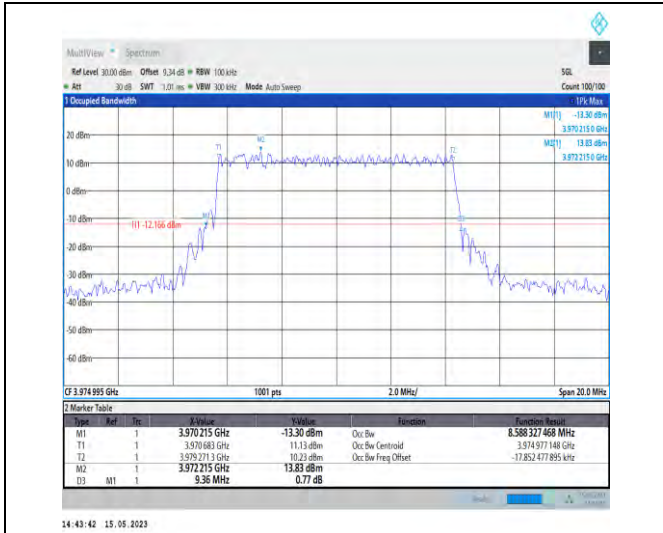 MultiView Spectrum
Ref Level 30.00 dBm Offset 9.34 dB RBW 100 kHz SGL
Att 30 dB SWT 1.01 ms VBW 300 kHz Mode Auto Sweep Count 100/100
1 Occupied Bandwidth 1Pk Max
M1[1] -13.30 dBm
3.970215 0 GHz
M2[1] 13.83 dBm
3.972215 0 GHz
20 dBm
T1 M2 T2
10 dBm
0 dBm
-10 dBm
M1 D3
H1 -12.166 dBm
-20 dBm
-30 dBm
-40 dBm
-50 dBm
-60 dBm
CF 3.974 995 GHz 1001 pts 2.0 MHz/ Span 20.0 MHz
2 Marker Table
Type Ref Trc X-Value Y-Value Function Function Result
M1 1 3.970215 GHz -13.30 dBm Occ Bw 8.588 327 468 MHz
T1 1 3.970 683 GHz 11.13 dBm Occ Bw Centroid 3.974 977 148 GHz
T2 1 3.979 271 3 GHz 10.23 dBm Occ Bw Freq Offset -17.852 477 895 kHz
M2 1 3.972215 GHz 13.83 dBm
D3 M1 1 9.36 MHz 0.77 dB
14:43:42 15.05.2023